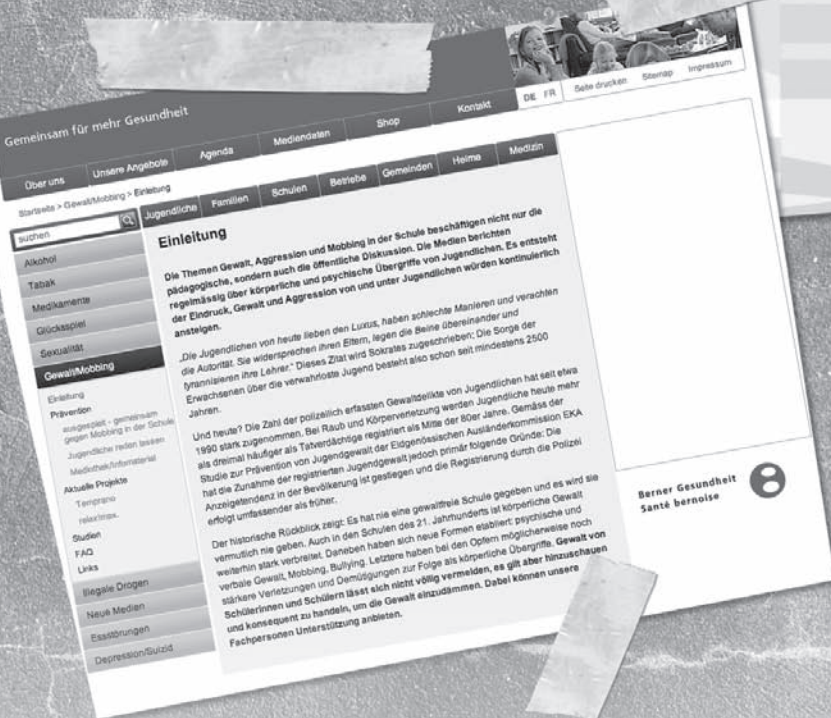 Gemeinsam für mehr Gesundheit
DE FR Seite drucken Sitemap Impressum
Über uns Unsere Angebote Agenda Mediendaten Shop Kontakt
Startseite > Gewalt/Mobbing > Einleitung
suchen
Jugendliche Familien Schulen Betriebe Gemeinden Heime Medizin
Alkohol
Tabak
Medikamente
Glücksspiel
Sexualität
Gewalt/Mobbing
Einleitung
Prävention
ausgespielt - gemeinsam
gegen Mobbing in der Schule
Jugendliche reden lassen
Mediothek/Infomaterial
Aktuelle Projekte
Temprano
relax/max.
Studien
FAQ
Links
Illegale Drogen
Neue Medien
Essstörungen
Depression/Suizid
Einleitung
Die Themen Gewalt, Aggression und Mobbing in der Schule beschäftigen nicht nur die
pädagogische, sondern auch die öffentliche Diskussion. Die Medien berichten
regelmässig über körperliche und psychische Übergriffe von Jugendlichen. Es entsteht
der Eindruck, Gewalt und Aggression von und unter Jugendlichen würden kontinuierlich
ansteigen.
„Die Jugendlichen von heute lieben den Luxus, haben schlechte Manieren und verachten
die Autorität. Sie widersprechen ihren Eltern, legen die Beine übereinander und
tyrannisieren ihre Lehrer." Dieses Zitat wird Sokrates zugeschrieben; Die Sorge der
Erwachsenen über die verwahrloste Jugend besteht also schon seit mindestens 2500
Jahren.
Und heute? Die Zahl der polizeilich erfassten Gewaltdelikte von Jugendlichen hat seit etwa
1990 stark zugenommen. Bei Raub und Körperverletzung werden Jugendliche heute mehr
als dreimal häufiger als Tatverdächtige registriert als Mitte der 80er Jahre. Gemäss der
Studie zur Prävention von Jugendgewalt der Eidgenössischen Ausländerkommission EKA
hat die Zunahme der registrierten Jugendgewalt jedoch primär folgende Gründe: Die
Anzeigetendenz in der Bevölkerung ist gestiegen und die Registrierung durch die Polizei
erfolgt umfassender als früher.
Der historische Rückblick zeigt: Es hat nie eine gewaltfreie Schule gegeben und es wird sie
vermutlich nie geben. Auch in den Schulen des 21. Jahrhunderts ist körperliche Gewalt
weiterhin stark verbreitet. Daneben haben sich neue Formen etabliert: psychische und
verbale Gewalt, Mobbing, Bullying. Letztere haben bei den Opfern möglicherweise noch
stärkere Verletzungen und Demütigungen zur Folge als körperliche Übergriffe. Gewalt von
Schülerinnen und Schülern lässt sich nicht völlig vermeiden, es gilt aber hinzuschauen
und konsequent zu handeln, um die Gewalt einzudämmen. Dabei können unsere
Fachpersonen Unterstützung anbieten.
Berner Gesundheit
Santé bernoise